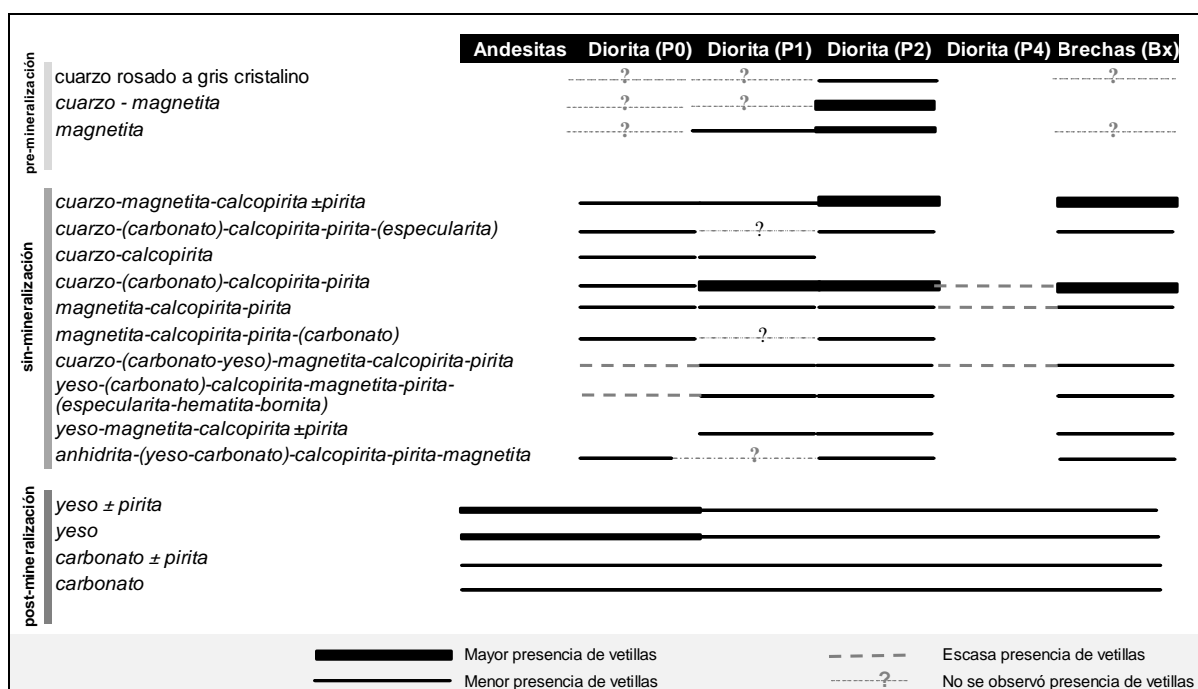 Andesitas Diorita (P0) Diorita (P1) Diorita (P2) Diorita (P4) Brechas (Bx)
pre-mineralización
cuarzo rosado a gris cristalino ? ? ?
cuarzo - magnetita ? ?
magnetita ? ?
sin-mineralización
cuarzo-magnetita-calcopirita ±pirita
cuarzo-(carbonato)-calcopirita-pirita-(especularita) ?
cuarzo-calcopirita
cuarzo-(carbonato)-calcopirita-pirita
magnetita-calcopirita-pirita
magnetita-calcopirita-pirita-(carbonato) ?
cuarzo-(carbonato-yeso)-magnetita-calcopirita-pirita
yeso-(carbonato)-calcopirita-magnetita-pirita-
(especularita-hematita-bornita)
yeso-magnetita-calcopirita ±pirita
anhidrita-(yeso-carbonato)-calcopirita-pirita-magnetita ?
post-mineralización
yeso ± pirita
yeso
carbonato ± pirita
carbonato
Mayor presencia de vetillas Escasa presencia de vetillas
Menor presencia de vetillas ? No se observó presencia de vetillas